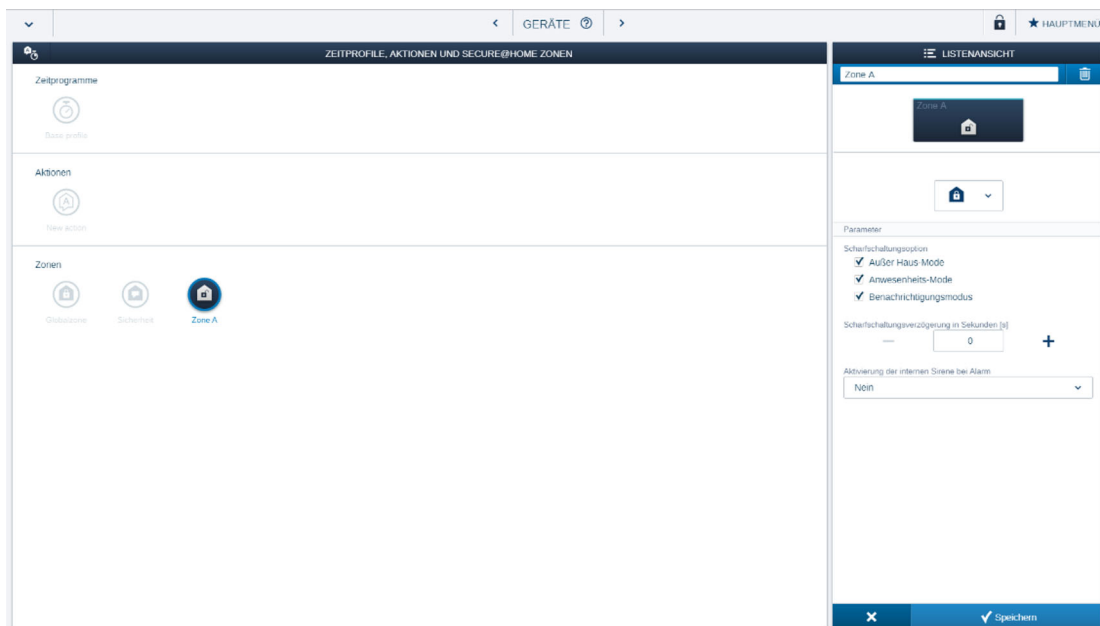 GERÄTE
HAUPTMENÜ
ZEITPROFILE, AKTIONEN UND SECURE@HOME ZONEN
LISTENANSICHT
Zeitprogramme
Base profile
Aktionen
New action
Zonen
Globalzone
Sicherheit
Zone A
Zone A
Zone A
Parameter
Scharfschaltungsoption
Außer Haus-Mode
Anwesenheits-Mode
Benachrichtigungsmodus
Scharfschaltungsverzögerung in Sekunden [s]
— 0 +
Aktivierung der internen Sirene bei Alarm
Nein
Speichern